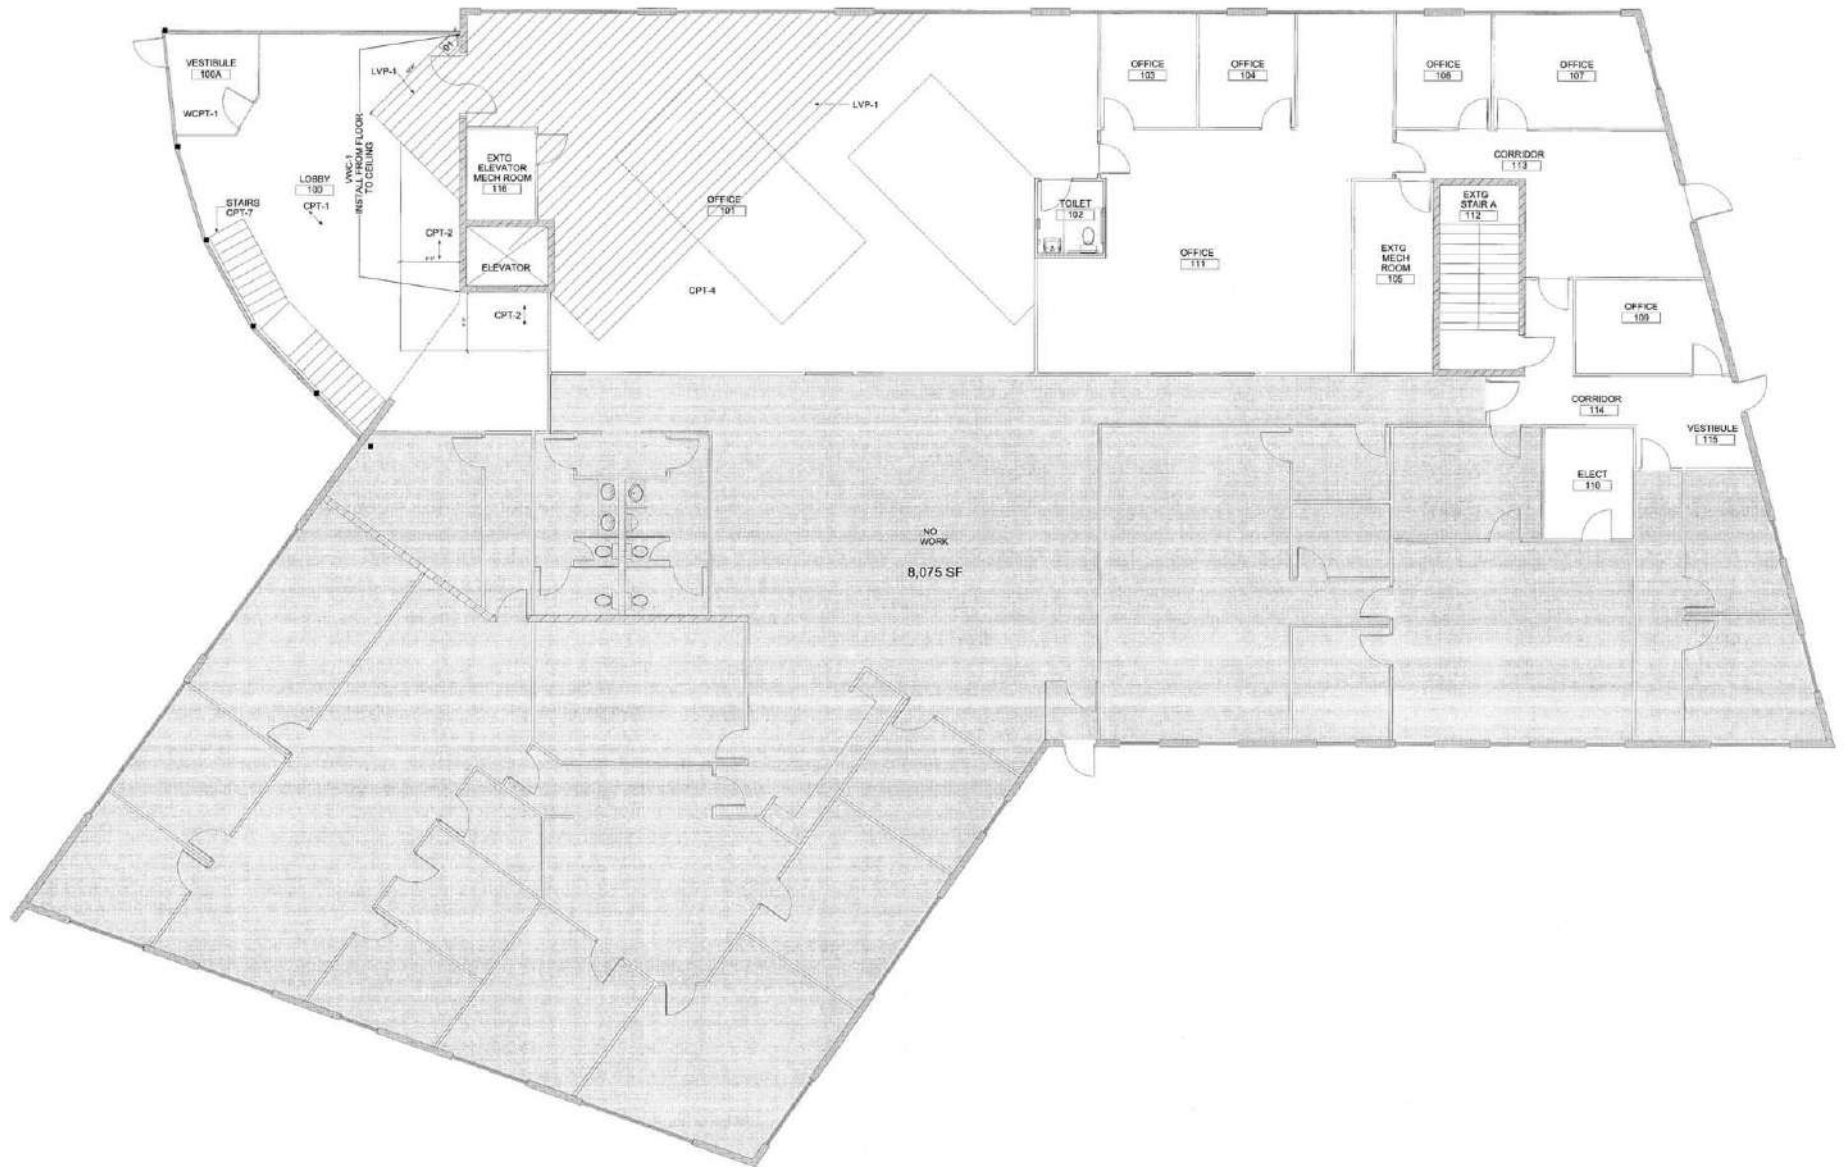 VESTIBULE
100A
WCPT-1
LVP-1
VWC-1
INSTALL FROM FLOOR
TO CEILING
LOBBY
100
CPT-1
STAIRS
CPT-7
CPT-2
EXTG
ELEVATOR
MECH ROOM
116
ELEVATOR
CPT-2
LVP-1
OFFICE
101
CPT-4
OFFICE
103
OFFICE
104
OFFICE
106
OFFICE
107
CORRIDOR
113
TOILET
102
OFFICE
111
EXTG
MECH
ROOM
105
EXTG
STAIR A
112
OFFICE
109
CORRIDOR
114
VESTIBULE
115
ELECT
110
NO
WORK
8,075 SF